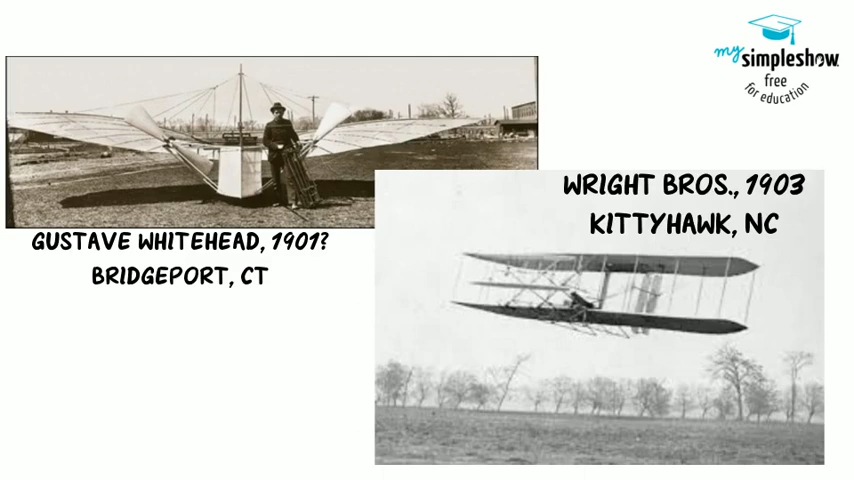 my
simpleshow
free
for education
WRIGHT BROS., 1903
KITTYHAWK, NC
GUSTAVE WHITEHEAD, 1901?
BRIDGEPORT, CT